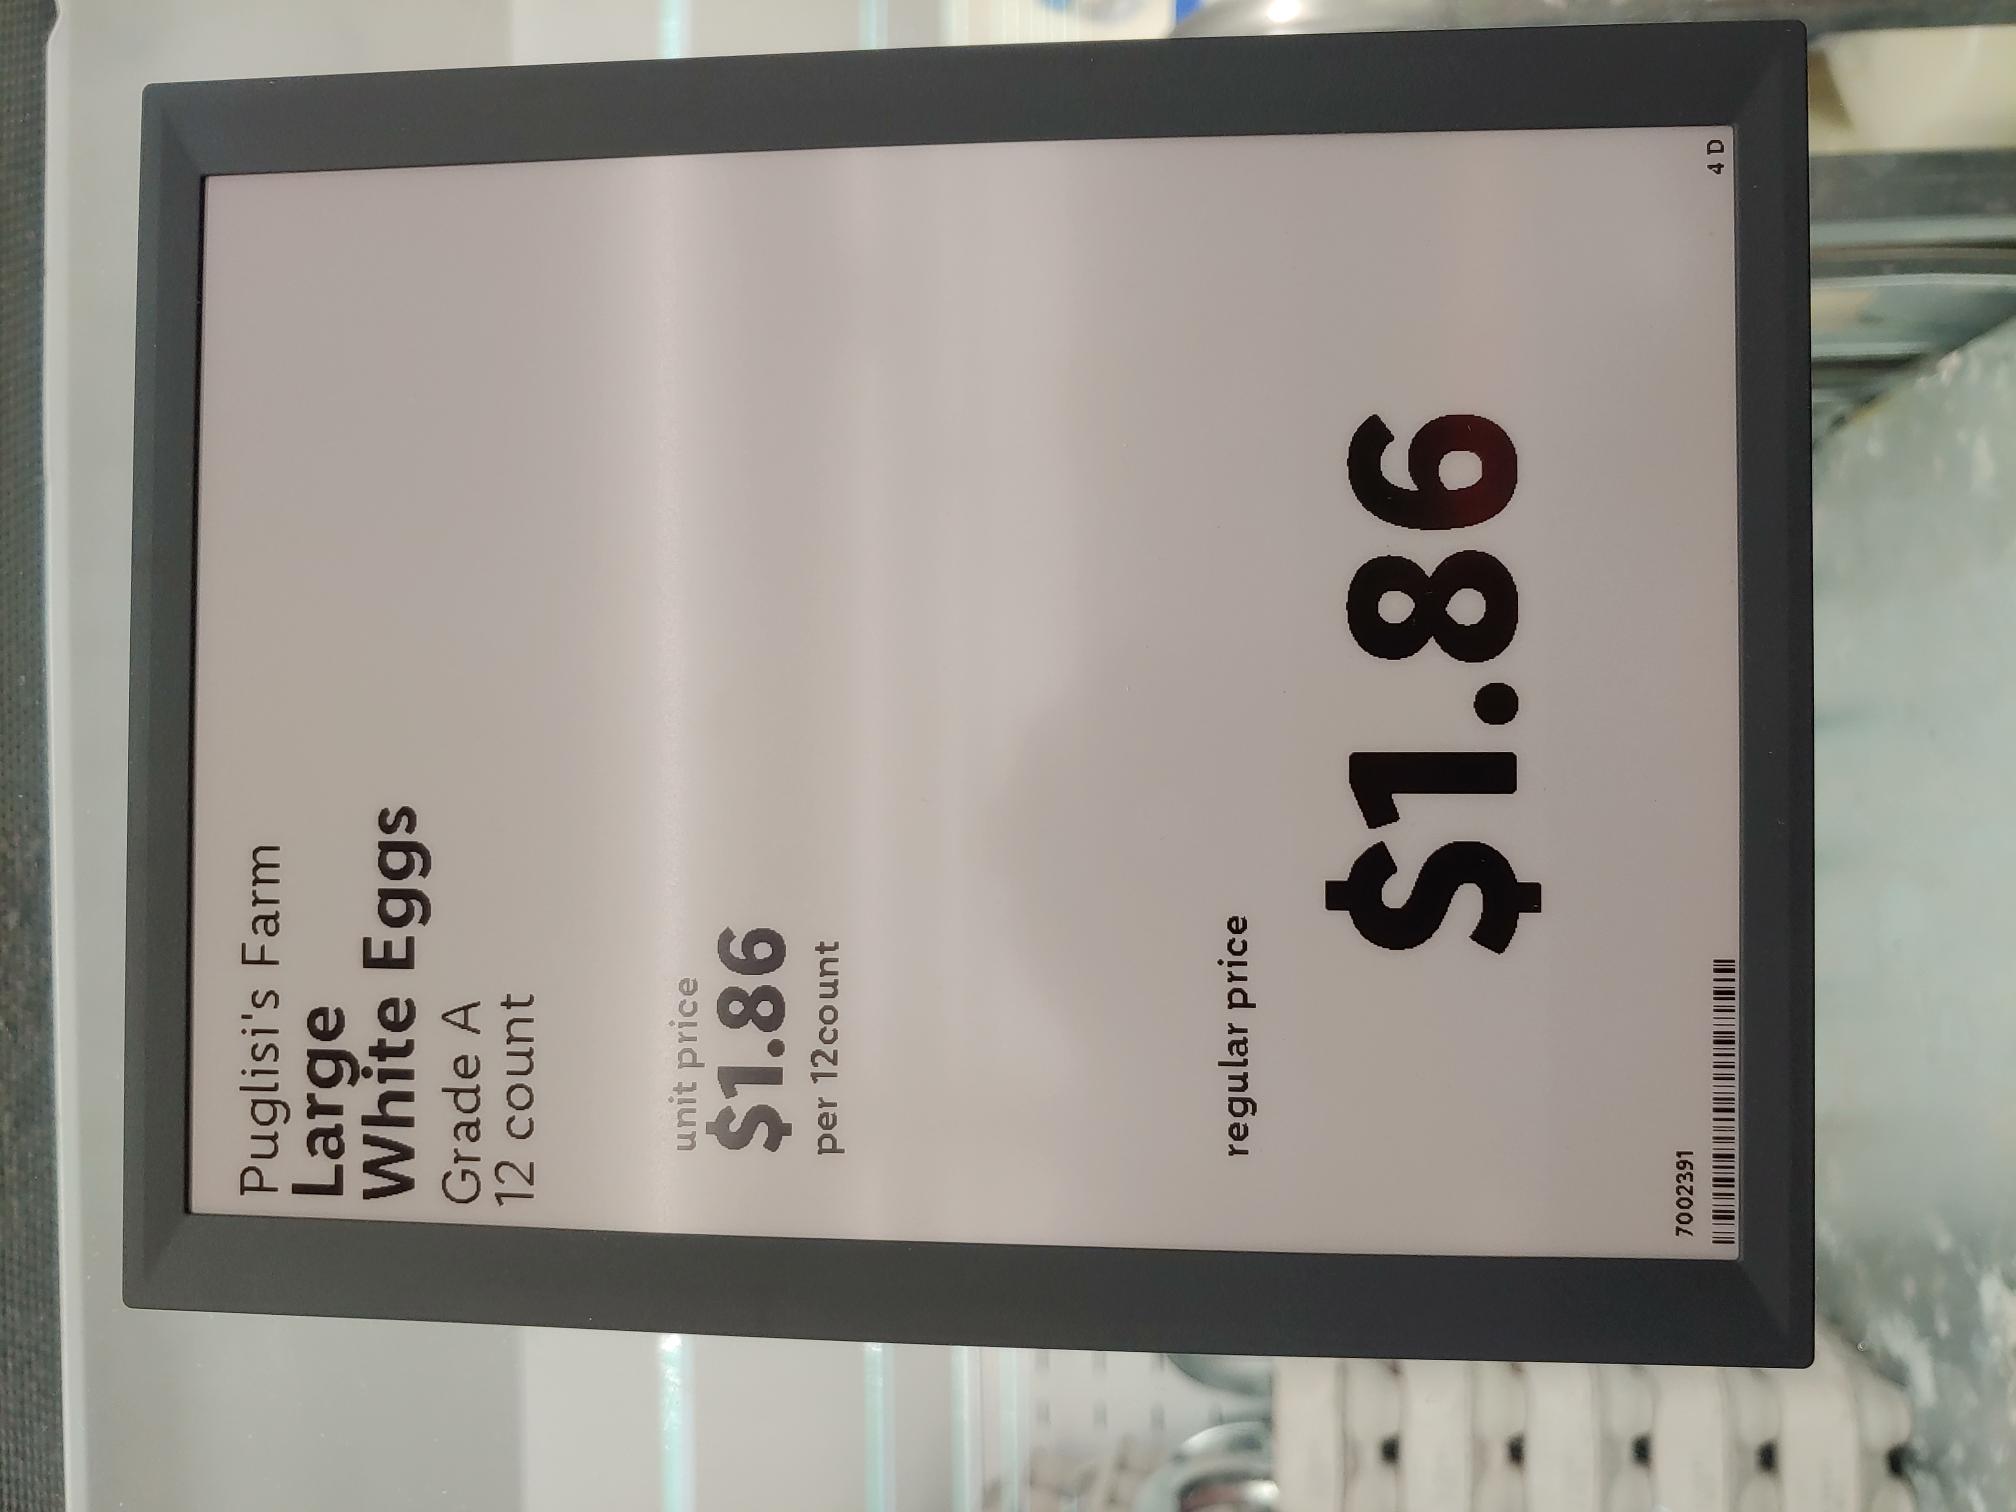 Puglisi's Farm
Large
White Eggs
Grade A
12 count
unit price
$1.86
per 12count
regular price
$1.86
7002391
4 D